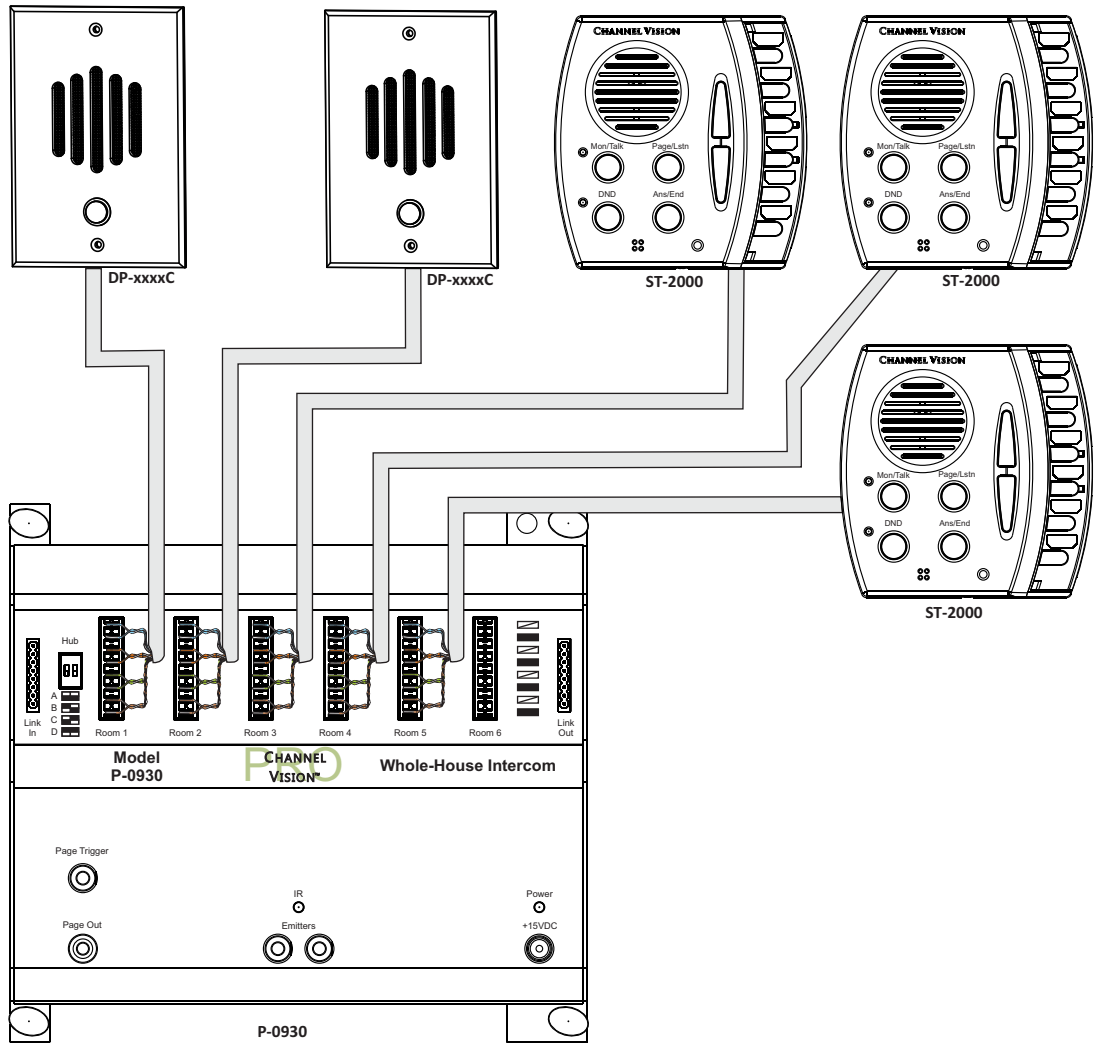 CHANNEL VISION
Mon/Talk Page/Lstn
DND Ans/End
CHANNEL VISION
Mon/Talk Page/Lstn
DND Ans/End
DP-xxxxC
DP-xxxxC
ST-2000
ST-2000
CHANNEL VISION
Mon/Talk Page/Lstn
DND Ans/End
ST-2000
Hub
A
B
C
D
Link
In
Room 1
Room 2
Room 3
Room 4
Room 5
Room 6
Link
Out
Model
P-0930
PRO
CHANNEL
VISION™
Whole-House Intercom
Page Trigger
IR
Power
Page Out
Emitters
+15VDC
P-0930